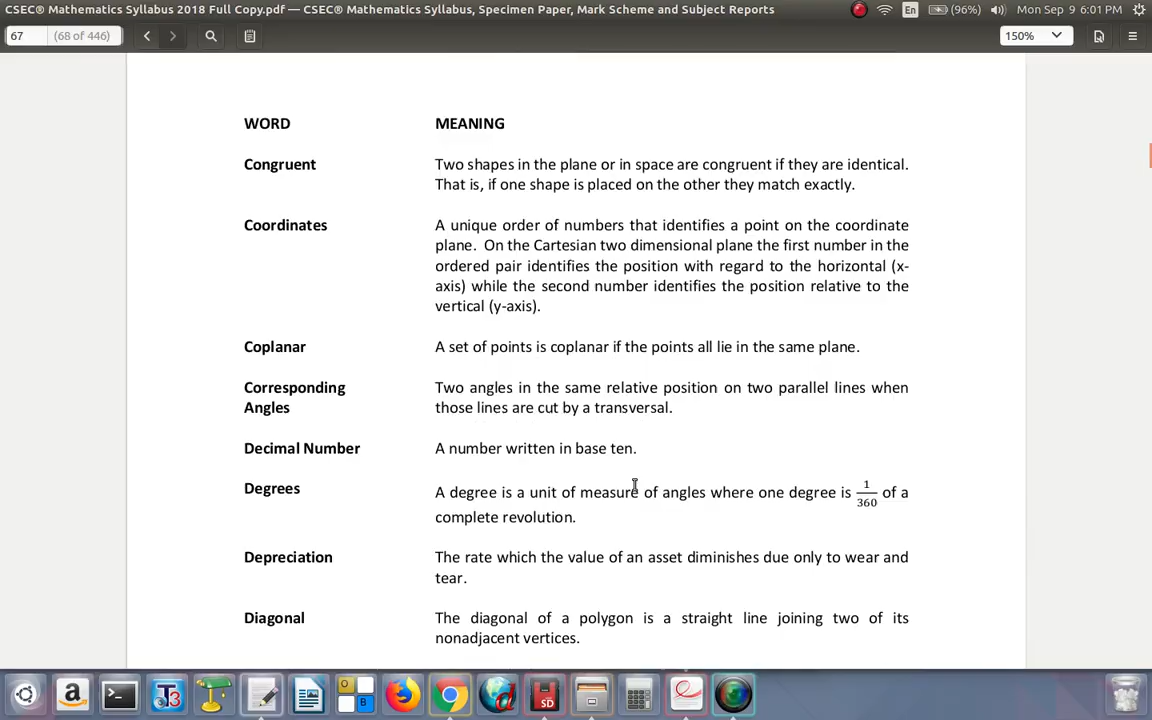 CSEC® Mathematics Syllabus 2018 Full Copy.pdf — CSEC® Mathematics Syllabus, Specimen Paper, Mark Scheme and Subject Reports En (96%) Mon Sep 9 6:01 PM
67 (68 of 446) 150%
WORD MEANING
Congruent Two shapes in the plane or in space are congruent if they are identical.
That is, if one shape is placed on the other they match exactly.
Coordinates A unique order of numbers that identifies a point on the coordinate
plane. On the Cartesian two dimensional plane the first number in the
ordered pair identifies the position with regard to the horizontal (x-
axis) while the second number identifies the position relative to the
vertical (y-axis).
Coplanar A set of points is coplanar if the points all lie in the same plane.
Corresponding Two angles in the same relative position on two parallel lines when
Angles those lines are cut by a transversal.
Decimal Number A number written in base ten.
Degrees A degree is a unit of measure of angles where one degree is 1/360 of a
complete revolution.
Depreciation The rate which the value of an asset diminishes due only to wear and
tear.
Diagonal The diagonal of a polygon is a straight line joining two of its
nonadjacent vertices.
a T3 O B d SD